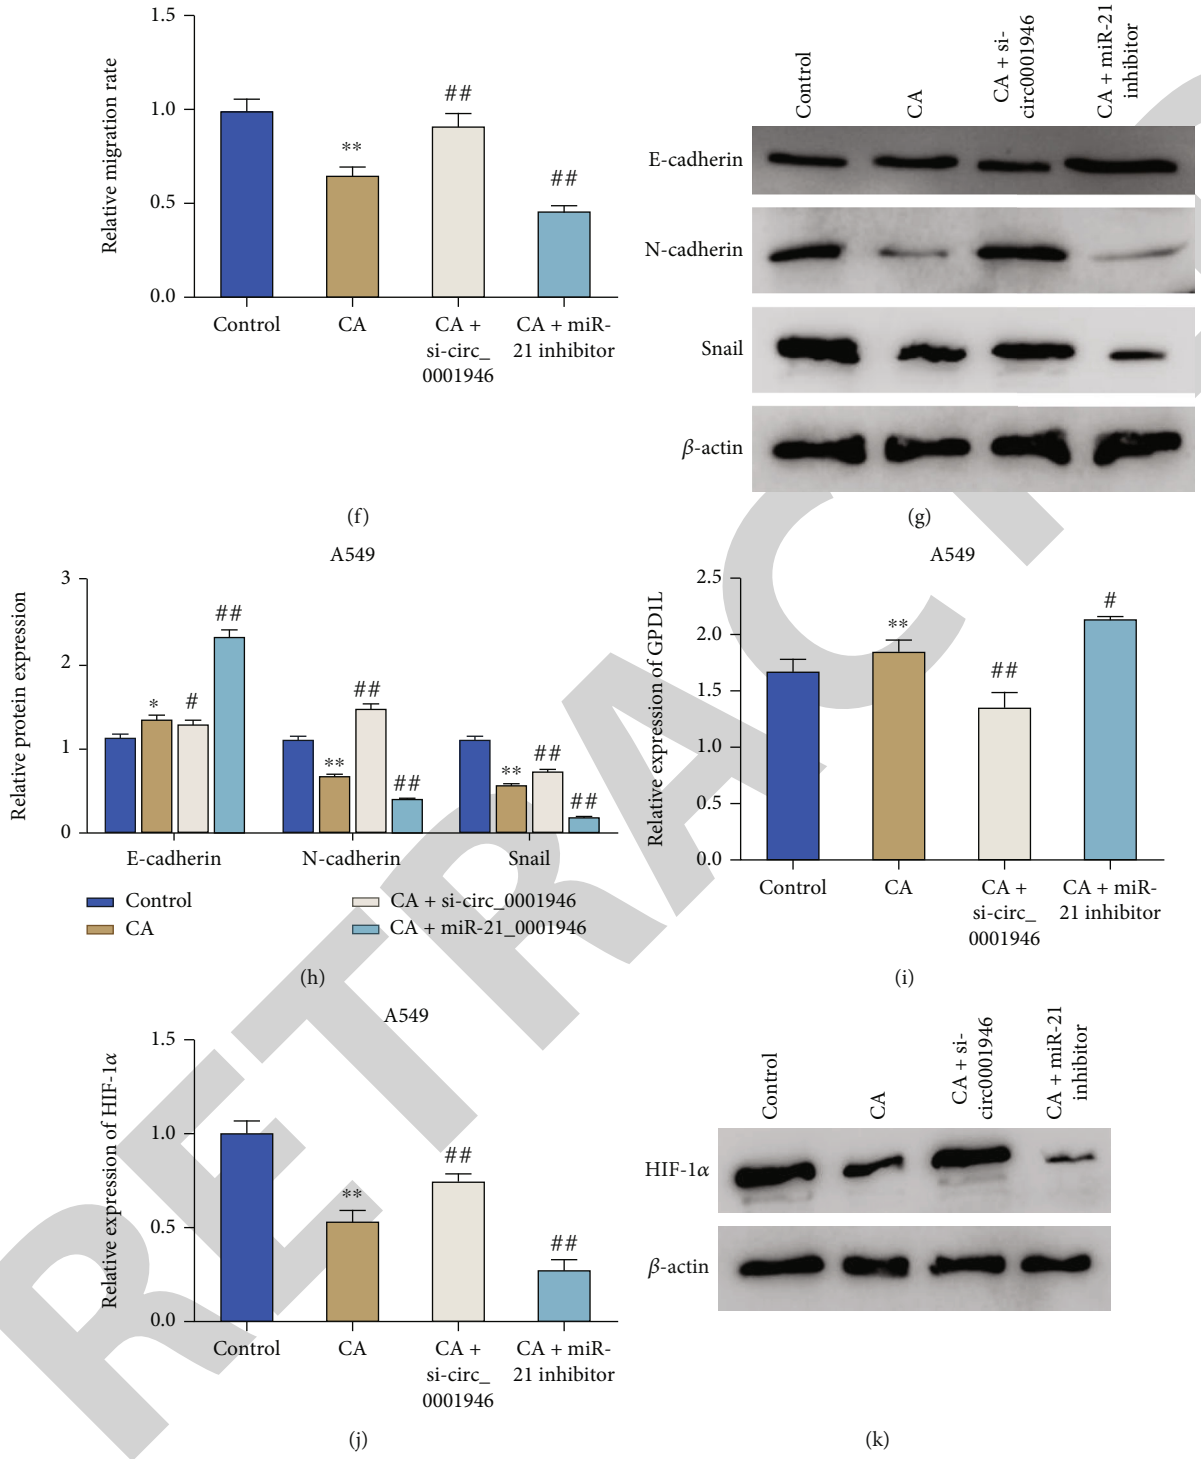 1.5
1.0
0.5
0.0
Relative migration rate
**
##
##
Control
CA
CA +
si-circ_
0001946
CA + miR-
21 inhibitor
(f)
Control
CA
CA + si-
circ0001946
CA + miR-21
inhibitor
E-cadherin
N-cadherin
Snail
β-actin
(g)
A549
3
2
1
0
Relative protein expression
*
#
##
**
##
##
**
##
##
E-cadherin
N-cadherin
Snail
Control
CA
CA + si-circ_0001946
CA + miR-21_0001946
(h)
A549
2.5
2.0
1.5
1.0
0.5
0.0
Relative expression of GPD1L
**
##
#
Control
CA
CA +
si-circ_
0001946
CA + miR-
21 inhibitor
(i)
A549
1.5
1.0
0.5
0.0
Relative expression of HIF-1α
**
##
##
Control
CA
CA +
si-circ_
0001946
CA + miR-
21 inhibitor
(j)
Control
CA
CA + si-
circ0001946
CA + miR-21
inhibitor
HIF-1α
β-actin
(k)
RETRACT